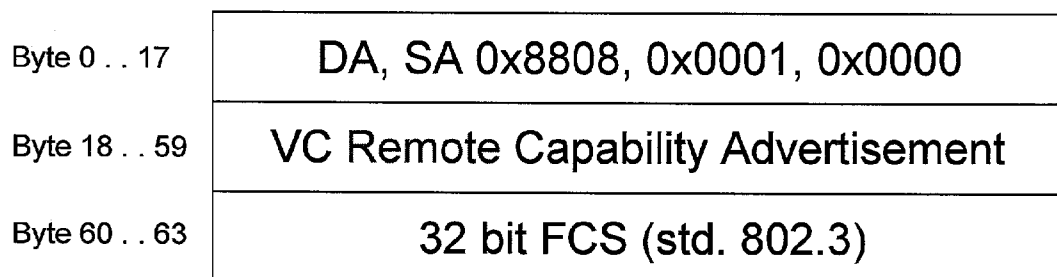 Byte 0 . . 17 DA, SA 0x8808, 0x0001, 0x0000
Byte 18 . . 59 VC Remote Capability Advertisement
Byte 60 . . 63 32 bit FCS (std. 802.3)